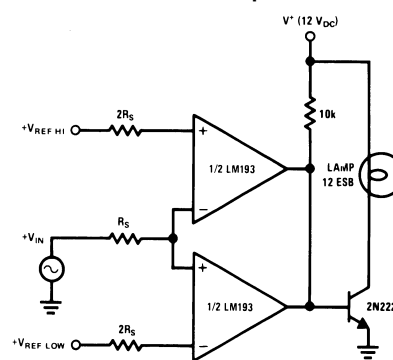 V⁺ (12 V_DC)
2R_S
+V_REF HI
10k
+
1/2 LM193
LAMP
12 ESB
−
+V_IN
R_S
+
1/2 LM193
2N222
+V_REF LOW
2R_S
−